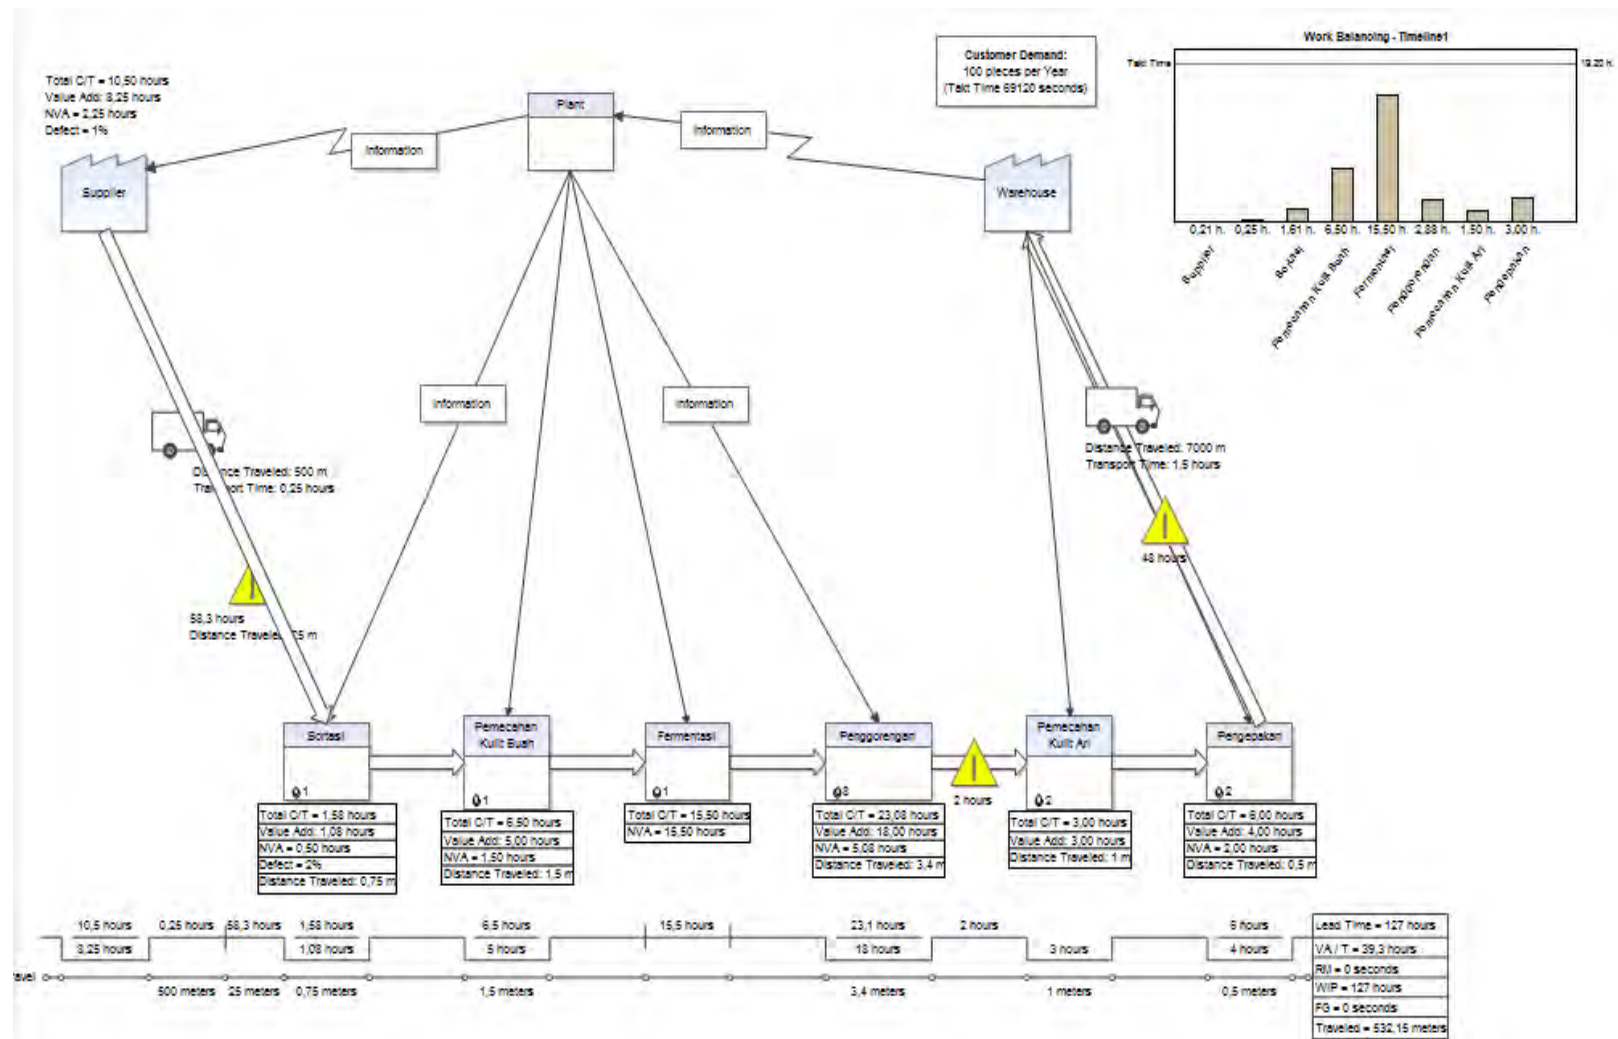 Work Balancing - Timeline1
Customer Demand:
100 pieces per Year
(Takt Time 69120 seconds)
Takt Time
19.20 h.
0,21 h.
0,25 h.
1.61 h.
6,50 h.
15,50 h.
2,88 h.
1.50 h.
3,00 h.
Supplier
Sortasi
Pemecahan Kulit Buah
Fermentasi
Penggorengan
Pemecahan Kulit Ari
Pengepakan
Total C/T = 10,50 hours
Value Add: 8,25 hours
NVA = 2,25 hours
Defect = 1%
Supplier
Information
Plant
Information
Warehouse
Information
Information
Distance Traveled: 500 m
Transport Time: 0,25 hours
Distance Traveled: 7000 m
Transport Time: 1,5 hours
48 hours
58,3 hours
Distance Traveled: 25 m
Sortasi
1
Total C/T = 1,58 hours
Value Add: 1,08 hours
NVA = 0,50 hours
Defect = 2%
Distance Traveled: 0,75 m
Pemecahan
Kulit Buah
1
Total C/T = 6,50 hours
Value Add: 5,00 hours
NVA = 1,50 hours
Distance Traveled: 1,5 m
Fermentasi
1
Total C/T = 15,50 hours
NVA = 15,50 hours
Penggorengan
8
Total C/T = 23,08 hours
Value Add: 18,00 hours
NVA = 5,08 hours
Distance Traveled: 3,4 m
2 hours
Pemecahan
Kulit Ari
2
Total C/T = 3,00 hours
Value Add: 3,00 hours
Distance Traveled: 1 m
Pengepakan
2
Total C/T = 6,00 hours
Value Add: 4,00 hours
NVA = 2,00 hours
Distance Traveled: 0,5 m
10,5 hours 0,25 hours 58,3 hours 1,58 hours 6,5 hours 15,5 hours 23,1 hours 2 hours 6 hours
8,25 hours 1,08 hours 5 hours 18 hours 3 hours 4 hours
avel
500 meters 25 meters 0,75 meters 1,5 meters 3,4 meters 1 meters 0,5 meters
Lead Time = 127 hours
VA / T = 39,3 hours
RM = 0 seconds
WIP = 127 hours
FG = 0 seconds
Traveled = 532,15 meters